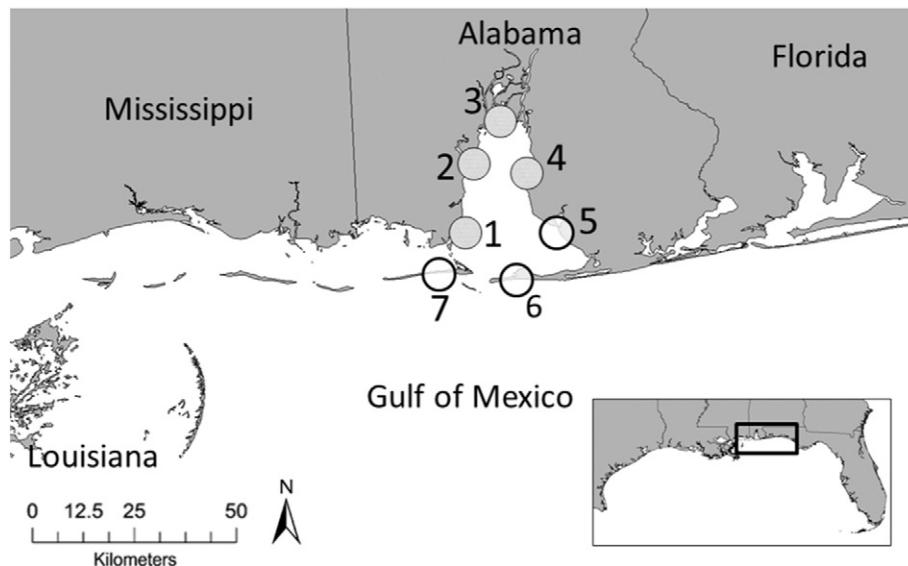 Alabama
Florida
Mississippi
3
2
4
1
5
7
6
Gulf of Mexico
Louisiana
N
0 12.5 25 50
Kilometers